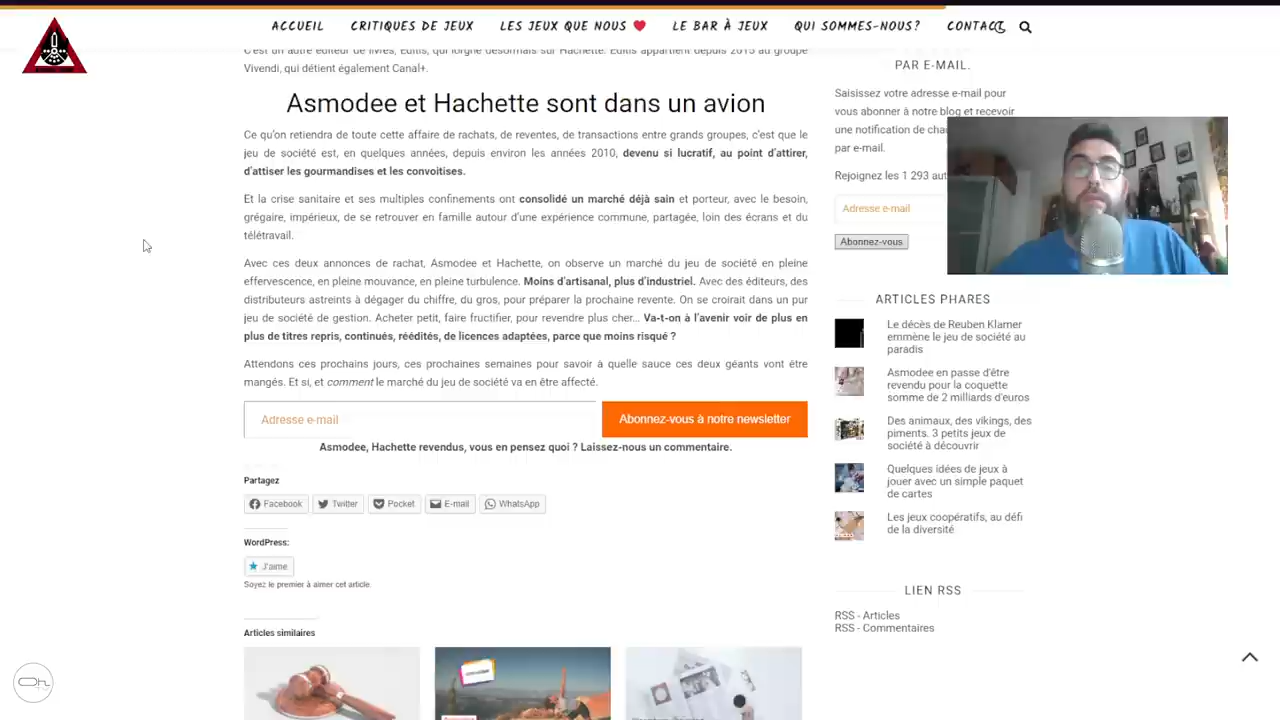 ACCUEIL CRITIQUES DE JEUX LES JEUX QUE NOUS LE BAR À JEUX QUI SOMMES-NOUS? CONTACT
C'est un autre éditeur de livres, Editis, qui lorgne désormais sur Hachette. Editis appartient depuis 2015 au groupe
Vivendi, qui détient également Canal+.
Asmodee et Hachette sont dans un avion
Ce qu'on retiendra de toute cette affaire de rachats, de reventes, de transactions entre grands groupes, c'est que le
jeu de société est, en quelques années, depuis environ les années 2010, devenu si lucratif, au point d'attirer,
d'attiser les gourmandises et les convoitises.
Et la crise sanitaire et ses multiples confinements ont consolidé un marché déjà sain et porteur, avec le besoin,
grégaire, impérieux, de se retrouver en famille autour d'une expérience commune, partagée, loin des écrans et du
télétravail.
Avec ces deux annonces de rachat, Asmodee et Hachette, on observe un marché du jeu de société en pleine
effervescence, en pleine mouvance, en pleine turbulence. Moins d'artisanal, plus d'industriel. Avec des éditeurs, des
distributeurs astreints à dégager du chiffre, du gros, pour préparer la prochaine revente. On se croirait dans un pur
jeu de société de gestion. Acheter petit, faire fructifier, pour revendre plus cher... Va-t-on à l'avenir voir de plus en
plus de titres repris, continués, réédités, de licences adaptées, parce que moins risqué ?
Attendons ces prochains jours, ces prochaines semaines pour savoir à quelle sauce ces deux géants vont être
mangés. Et si, et comment le marché du jeu de société va en être affecté.
Adresse e-mail Abonnez-vous à notre newsletter
Asmodee, Hachette revendus, vous en pensez quoi ? Laissez-nous un commentaire.
Partagez
Facebook Twitter Pocket E-mail WhatsApp
WordPress:
J'aime
Soyez le premier à aimer cet article.
Articles similaires
PAR E-MAIL.
Saisissez votre adresse e-mail pour
vous abonner à notre blog et recevoir
une notification de
par e-mail.
Rejoignez les 1 293
Adresse e-mail
Abonnez-vous
ARTICLES PHARES
Le décès de Reuben Klamer
emmène le jeu de société au
paradis
Asmodee en passe d'être
revendu pour la coquette
somme de 2 milliards d'euros
Des animaux, des vikings, des
piments. 3 petits jeux de
société à découvrir
Quelques idées de jeux à
jouer avec un simple paquet
de cartes
Les jeux coopératifs, au défi
de la diversité
LIEN RSS
RSS - Articles
RSS - Commentaires